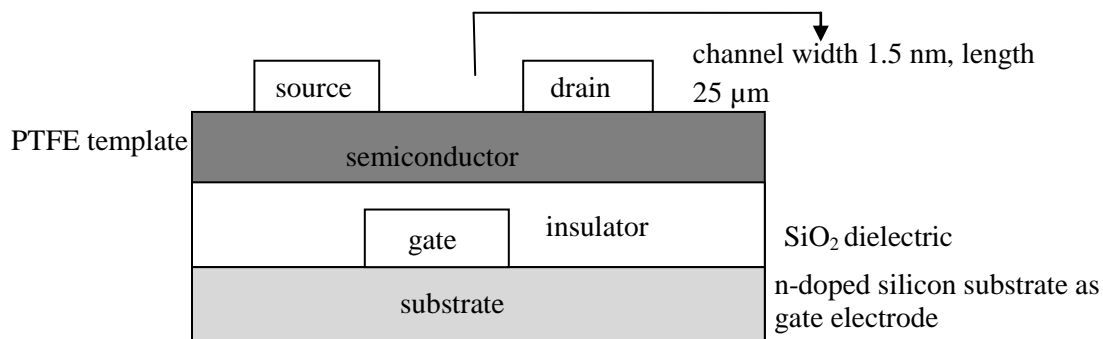 channel width 1.5 nm, length
25 µm
source
drain
PTFE template
semiconductor
gate
insulator
SiO₂ dielectric
substrate
n-doped silicon substrate as
gate electrode